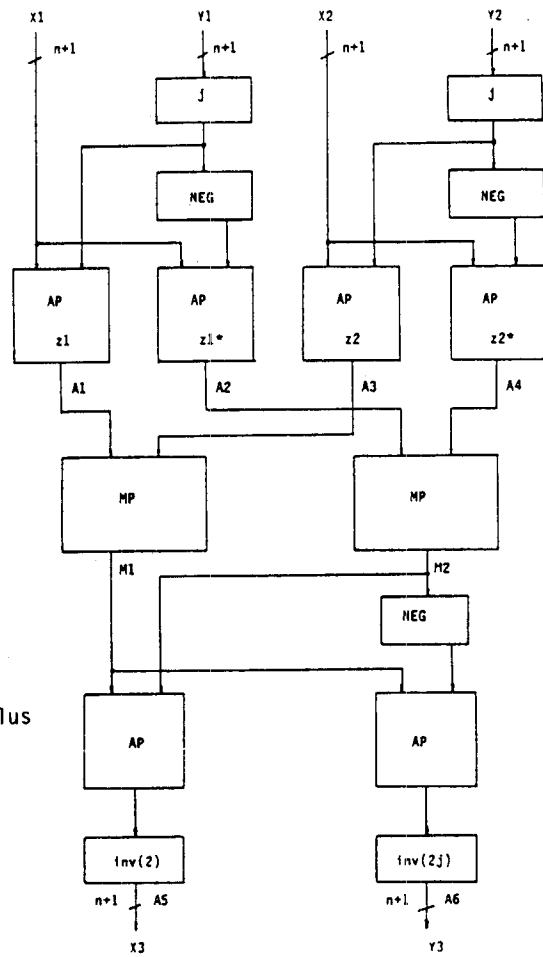 X1 Y1 X2 Y2
n+1 n+1 n+1 n+1
j j
NEG NEG
AP AP AP AP
z1 z1* z2 z2*
A1 A2 A3 A4
MP MP
M1 M2
NEG
lus
AP AP
inv(2) inv(2j)
n+1 A5 n+1 A6
X3 Y3